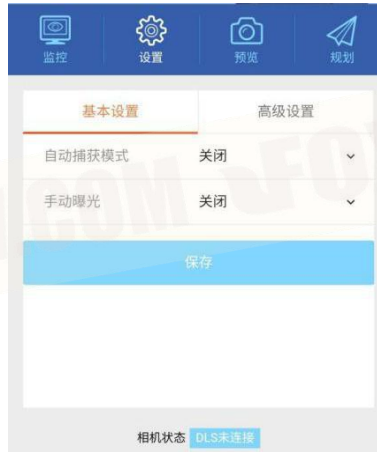 监控 设置 预览 规划
基本设置 高级设置
自动捕获模式 关闭
手动曝光 关闭
保存
相机状态 DLS未连接